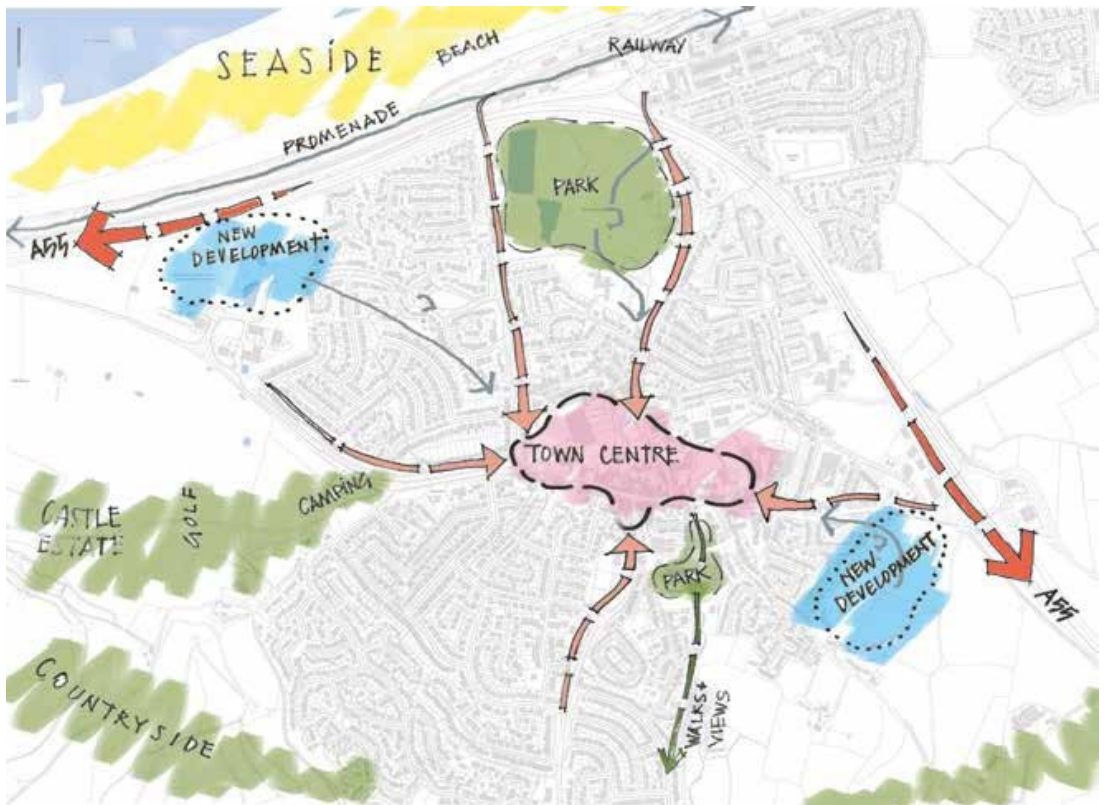 SEASIDE
BEACH
RAILWAY
PROMENADE
PARK
A55
NEW
DEVELOPMENT
TOWN CENTRE
CAMPING
GOLF
CASTLE
ESTATE
PARK
NEW
DEVELOPMENT
A55
WALKS+
VIEWS
COUNTRYSIDE